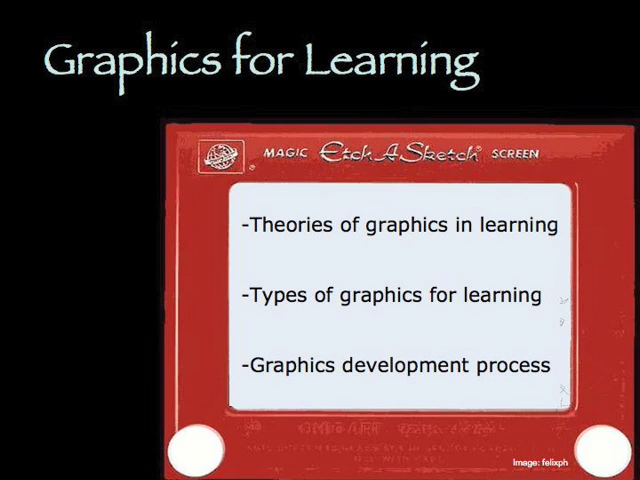 Graphics for Learning
MAGIC Etch A Sketch® SCREEN
-Theories of graphics in learning
-Types of graphics for learning
-Graphics development process
Image: felixph